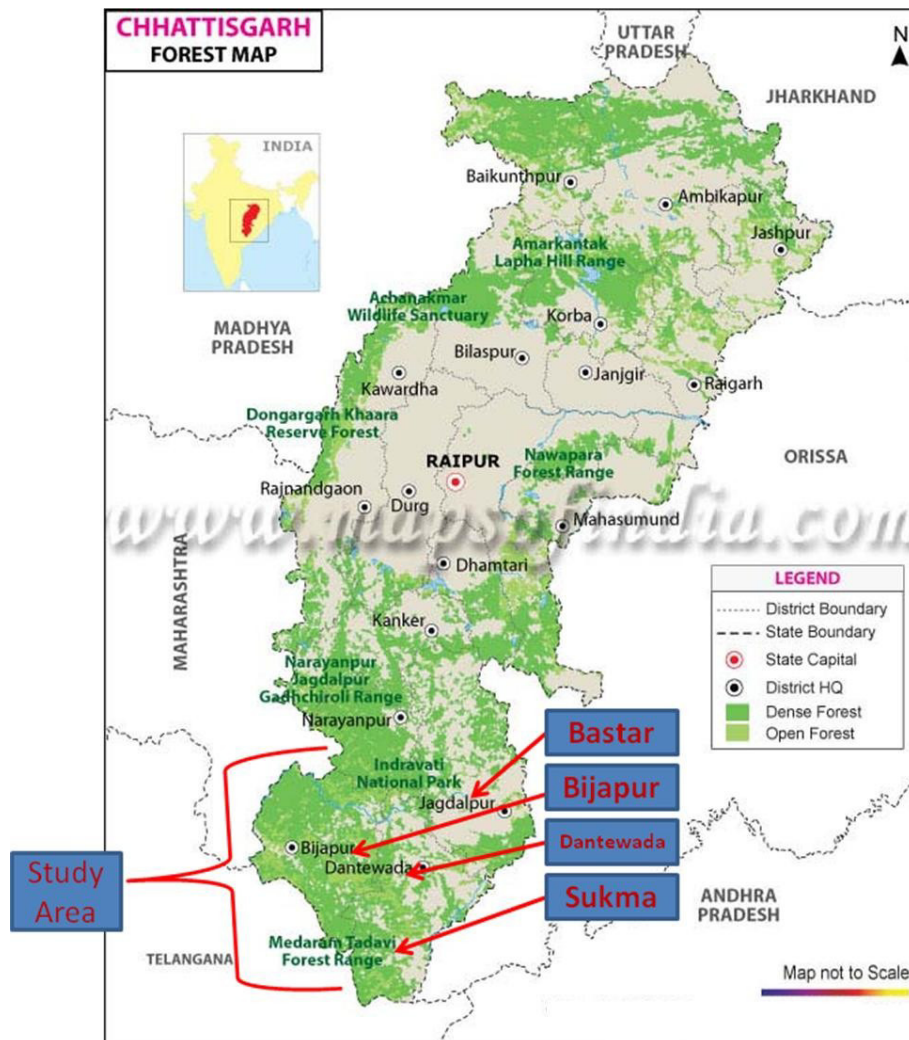 CHHATTISGARH
FOREST MAP
UTTAR
PRADESH
N
JHARKHAND
INDIA
Baikunthpur
Ambikapur
Jashpur
Amarkantak
Lapha Hill Range
Achanakmar
Wildlife Sanctuary
MADHYA
PRADESH
Korba
Bilaspur
Janjgir
Kawardha
Raigarh
Dongargarh Khaara
Reserve Forest
RAIPUR
Nawapara
Forest Range
ORISSA
Rajnandgaon
Durg
Mahasumund
www.mapsofindia.com
MAHARASHTRA
Dhamtari
LEGEND
District Boundary
State Boundary
State Capital
District HQ
Dense Forest
Open Forest
Kanker
Narayanpur
Jagdalpur
Gadhchiroli Range
Narayanpur
Bastar
Indravati
National Park
Bijapur
Jagdalpur
Dantewada
Bijapur
Dantewada
Study
Area
Sukma
ANDHRA
PRADESH
Medaram Tadavi
Forest Range
TELANGANA
Map not to Scale